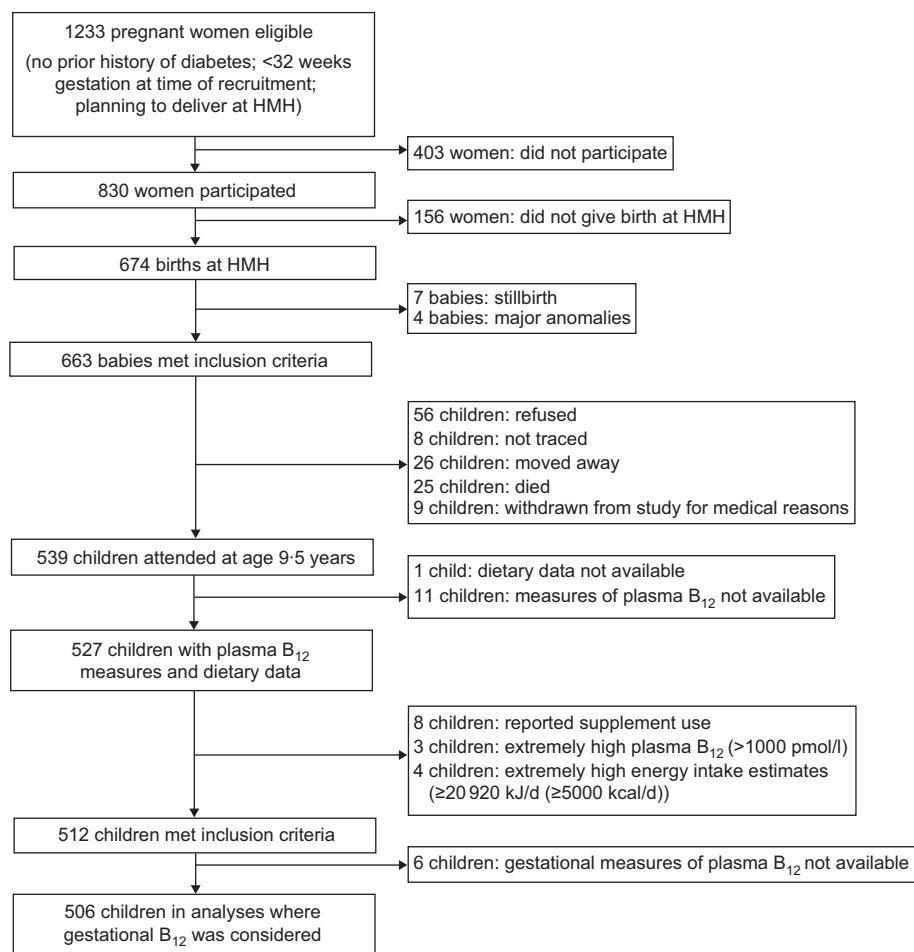 1233 pregnant women eligible
(no prior history of diabetes; <32 weeks
gestation at time of recruitment;
planning to deliver at HMH)
403 women: did not participate
830 women participated
156 women: did not give birth at HMH
674 births at HMH
7 babies: stillbirth
4 babies: major anomalies
663 babies met inclusion criteria
56 children: refused
8 children: not traced
26 children: moved away
25 children: died
9 children: withdrawn from study for medical reasons
539 children attended at age 9·5 years
1 child: dietary data not available
11 children: measures of plasma B₁₂ not available
527 children with plasma B₁₂
measures and dietary data
8 children: reported supplement use
3 children: extremely high plasma B₁₂ (>1000 pmol/l)
4 children: extremely high energy intake estimates
(≥20 920 kJ/d (≥5000 kcal/d))
512 children met inclusion criteria
6 children: gestational measures of plasma B₁₂ not available
506 children in analyses where
gestational B₁₂ was considered